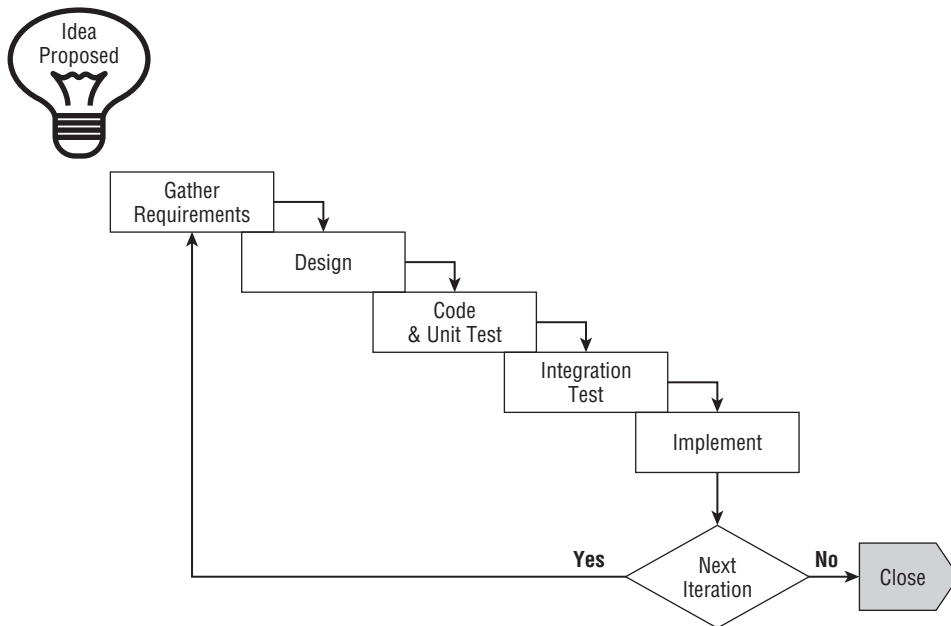 Idea
Proposed
Gather
Requirements
Design
Code
& Unit Test
Integration
Test
Implement
Yes
Next
Iteration
No
Close